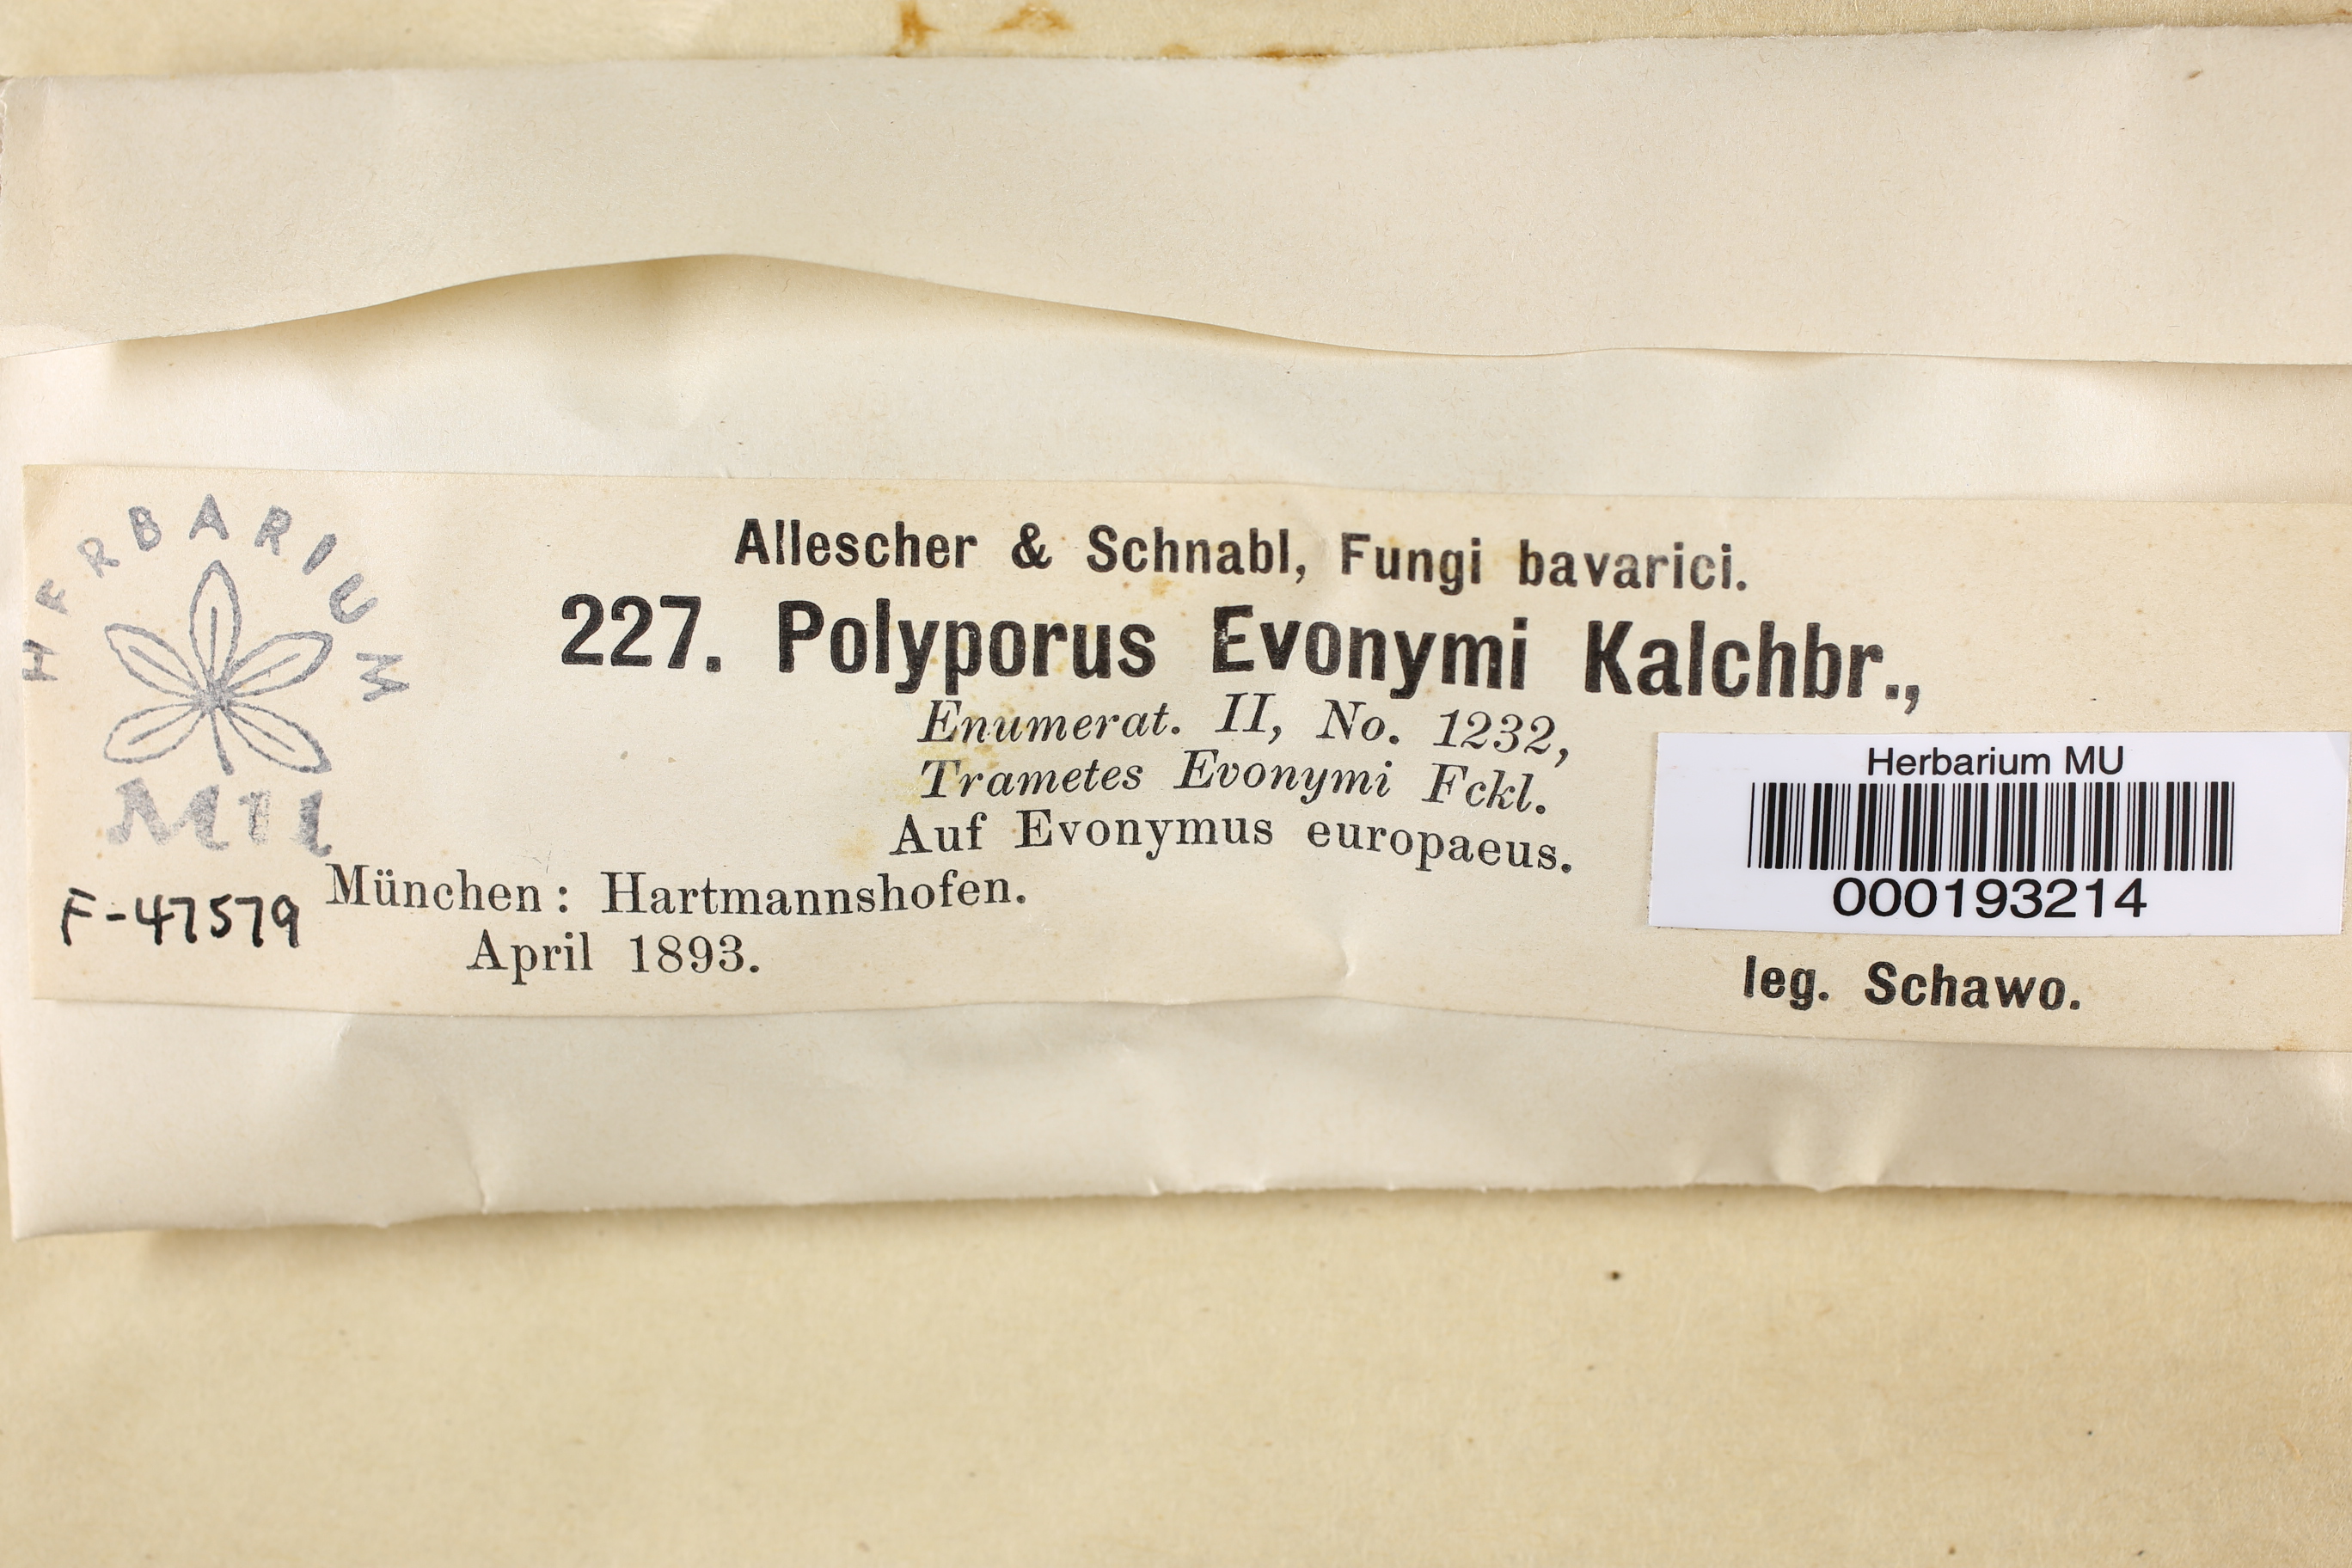 HERBARIUM
MU
F-47579
Allescher & Schnabl, Fungi bavarici.
227. Polyporus Evonymi Kalchbr.,
Enumerat. II, No. 1232,
Trametes Evonymi Fckl.
Auf Evonymus europaeus.
München: Hartmannshofen.
April 1893.
Herbarium MU
000193214
leg. Schawo.